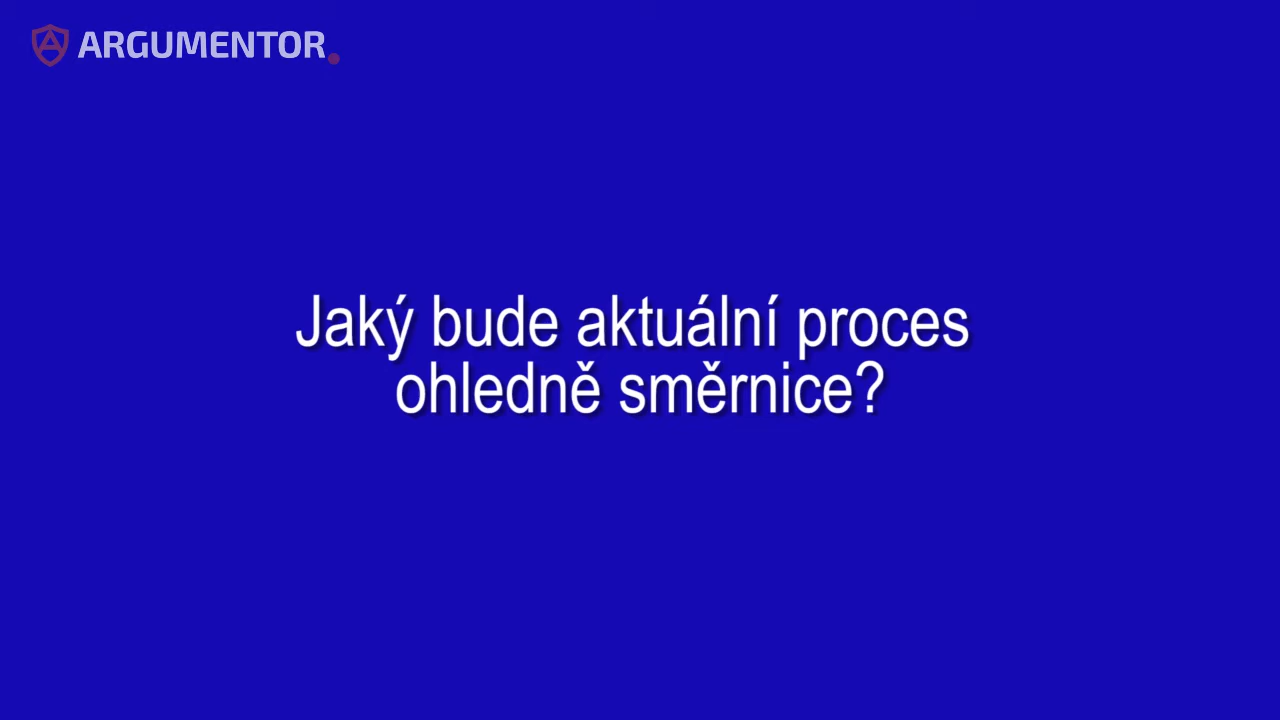 ARGUMENTOR.
Jaký bude aktuální proces
ohledně směrnice?